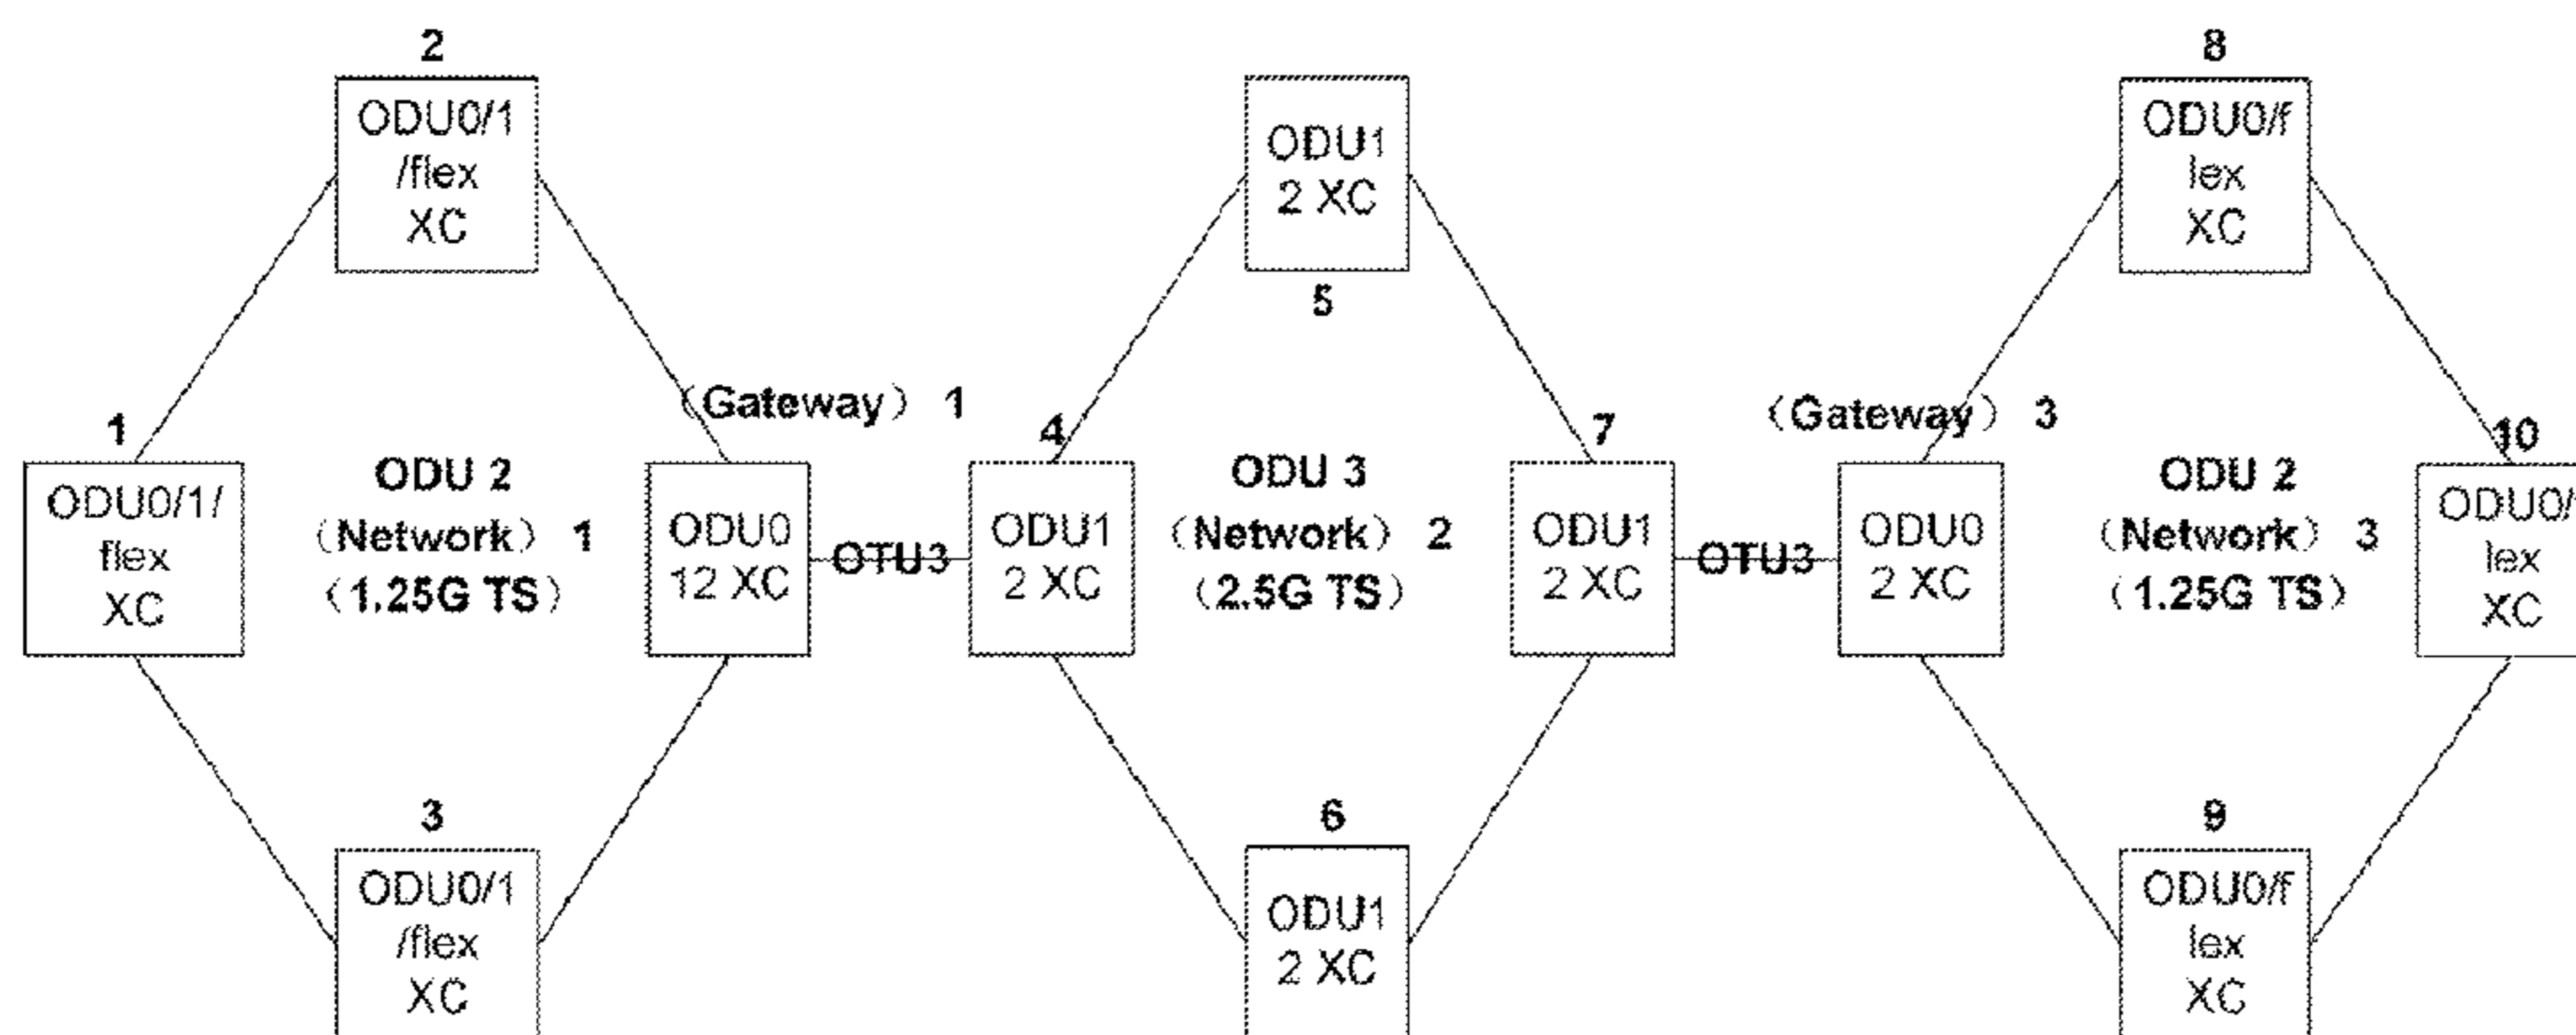 2
ODU0/1
/flex
XC
1
ODU0/1/
flex
XC
ODU 2
(Network) 1
(1.25G TS)
(Gateway) 1
ODU0
12 XC
3
ODU0/1
/flex
XC
OTU3
4
ODU1
2 XC
ODU1
2 XC
5
ODU 3
(Network) 2
(2.5G TS)
7
ODU1
2 XC
6
ODU1
2 XC
OTU3
(Gateway) 3
ODU0
2 XC
8
ODU0/f
lex
XC
ODU 2
(Network) 3
(1.25G TS)
10
ODU0/
lex
XC
9
ODU0/f
lex
XC